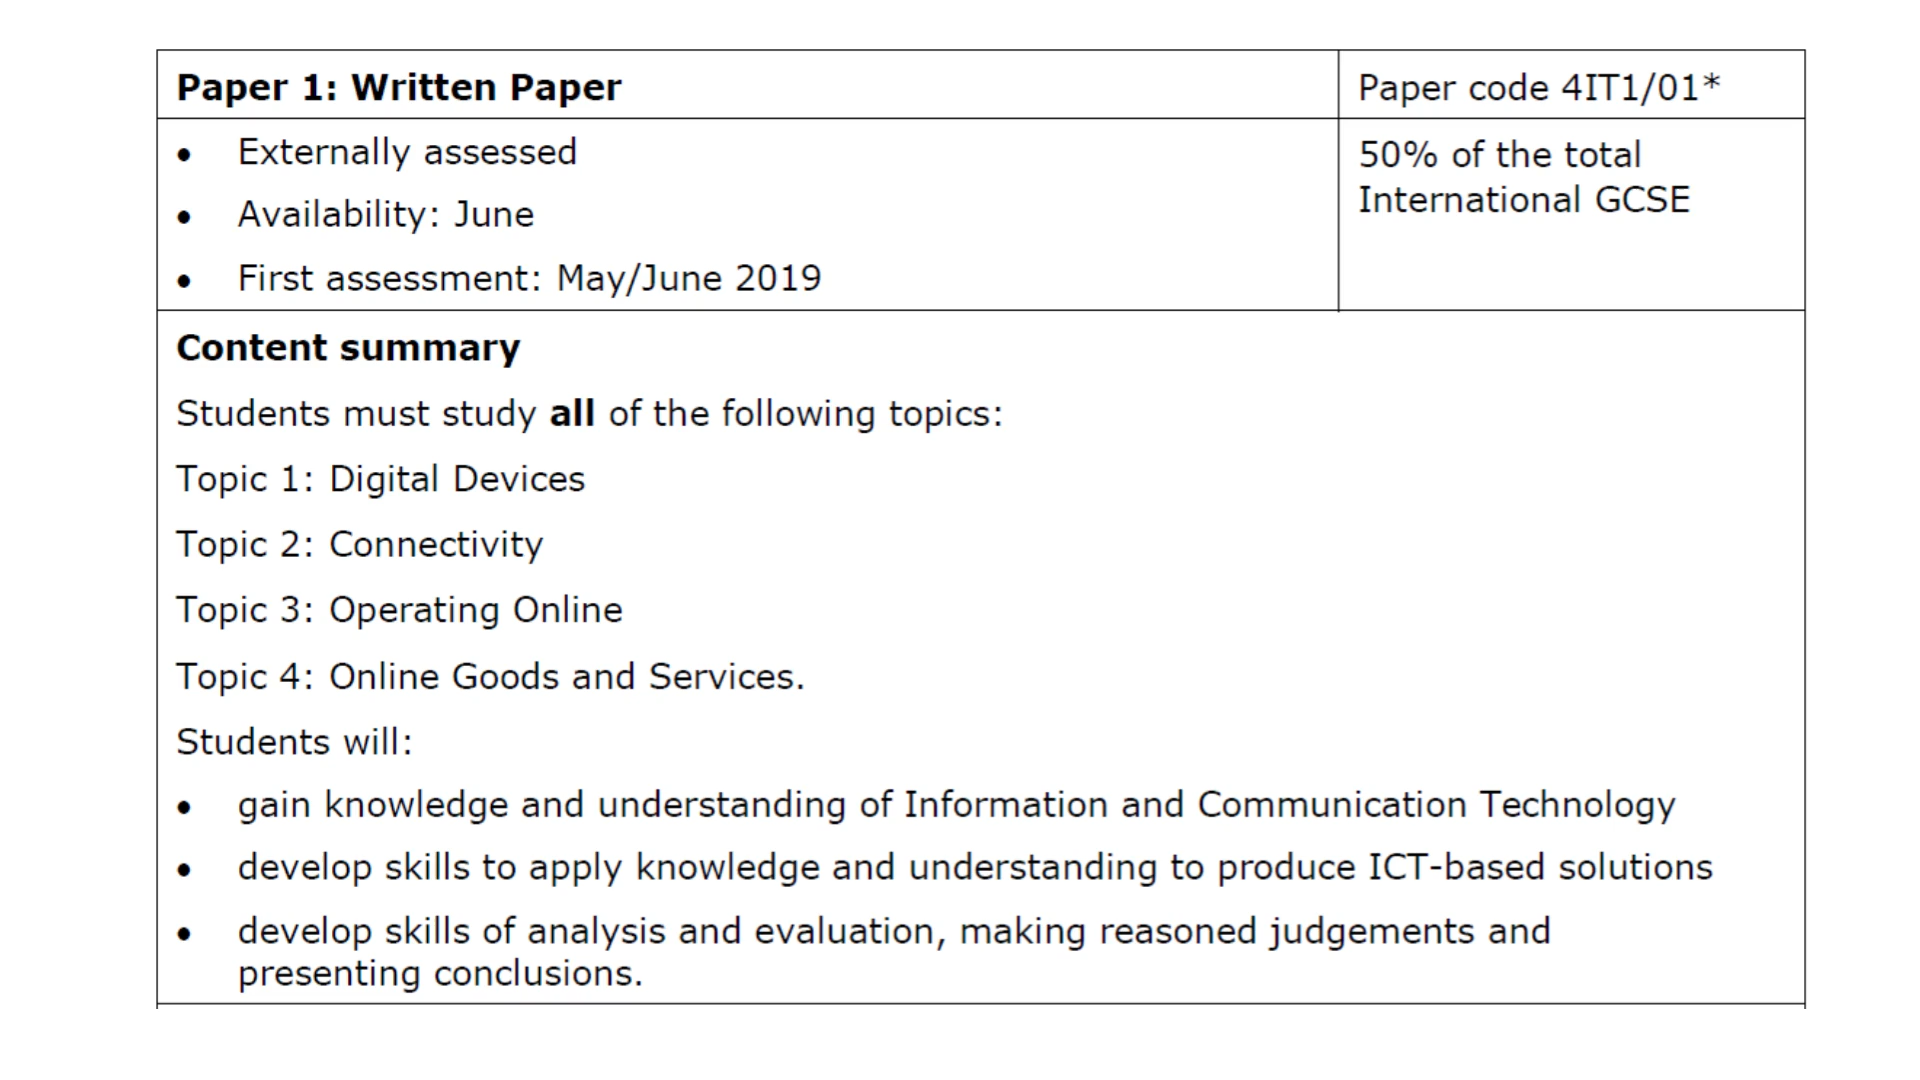 Paper 1: Written Paper
Paper code 4IT1/01*
• Externally assessed
• Availability: June
• First assessment: May/June 2019
50% of the total
International GCSE
Content summary
Students must study all of the following topics:
Topic 1: Digital Devices
Topic 2: Connectivity
Topic 3: Operating Online
Topic 4: Online Goods and Services.
Students will:
• gain knowledge and understanding of Information and Communication Technology
• develop skills to apply knowledge and understanding to produce ICT-based solutions
• develop skills of analysis and evaluation, making reasoned judgements and
presenting conclusions.